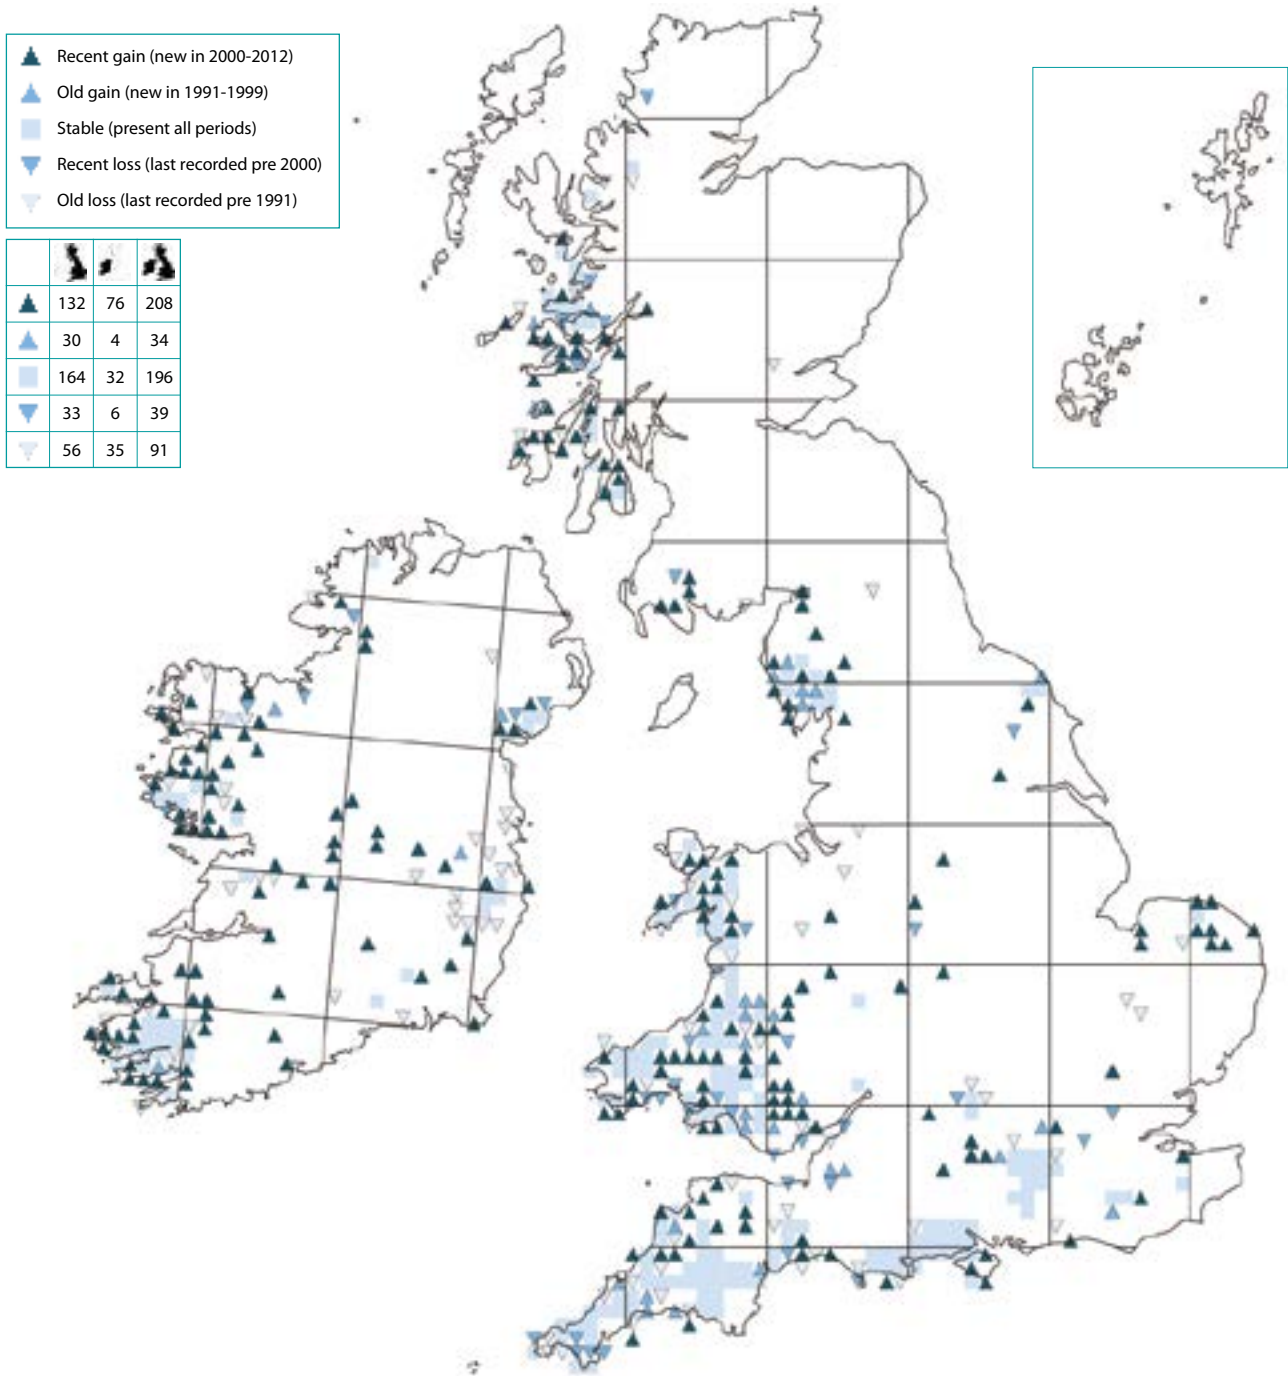 Recent gain (new in 2000-2012)
Old gain (new in 1991-1999)
Stable (present all periods)
Recent loss (last recorded pre 2000)
Old loss (last recorded pre 1991)
132 76 208
30 4 34
164 32 196
33 6 39
56 35 91